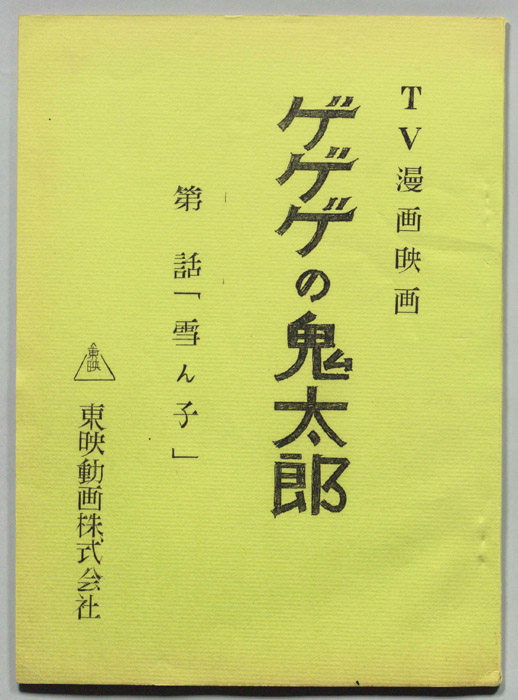 TV漫画映画
ゲゲゲの鬼太郎
第 話「雪ん子」
東映
東映動画株式会社